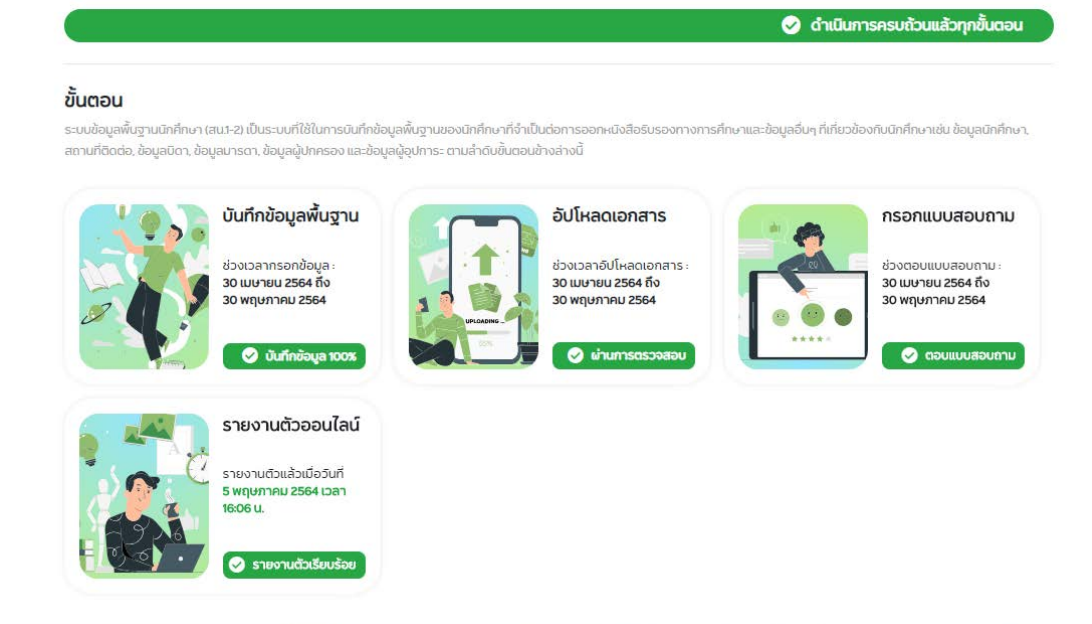 ดำเนินการครบถ้วนแล้วทุกขั้นตอน
ขั้นตอน
ระบบข้อมูลพื้นฐานนักศึกษา (สน.1-2) เป็นระบบที่ใช้ในการบันทึกข้อมูลพื้นฐานของนักศึกษาที่จำเป็นต่อการออกหนังสือรับรองทางการศึกษาและข้อมูลอื่นๆ ที่เกี่ยวข้องกับนักศึกษาเช่น ข้อมูลนักศึกษา,
สถานที่ติดต่อ, ข้อมูลบิดา, ข้อมูลมารดา, ข้อมูลผู้ปกครอง และข้อมูลผู้อุปการะ ตามลำดับขั้นตอนข้างล่างนี้
บันทึกข้อมูลพื้นฐาน
ช่วงเวลากรอกข้อมูล :
30 เมษายน 2564 ถึง
30 พฤษภาคม 2564
บันทึกข้อมูล 100%
อัปโหลดเอกสาร
ช่วงเวลาอัปโหลดเอกสาร :
30 เมษายน 2564 ถึง
30 พฤษภาคม 2564
UPLOADING ...
ผ่านการตรวจสอบ
กรอกแบบสอบถาม
ช่วงตอบแบบสอบถาม :
30 เมษายน 2564 ถึง
30 พฤษภาคม 2564
ตอบแบบสอบถาม
รายงานตัวออนไลน์
รายงานตัวแล้วเมื่อวันที่
5 พฤษภาคม 2564 เวลา
16:06 น.
รายงานตัวเรียบร้อย